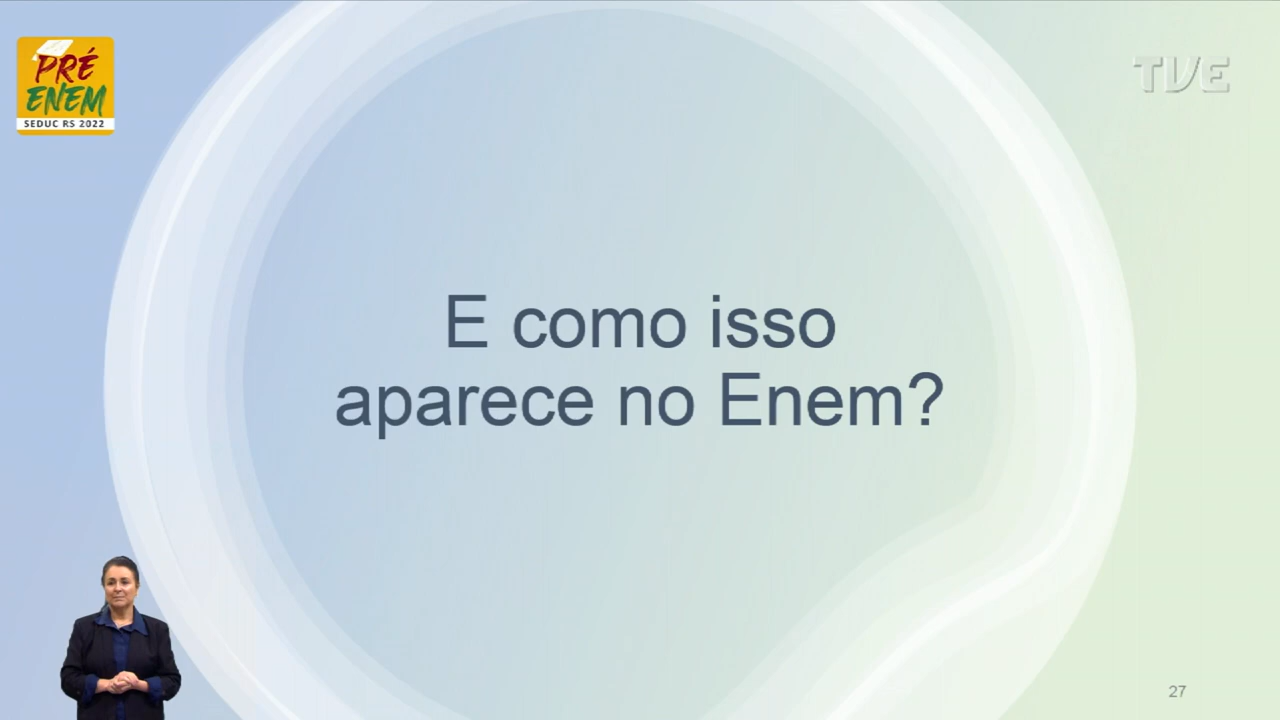 PRÉ
ENEM
SEDUC RS 2022
TVE
E como isso
aparece no Enem?
27